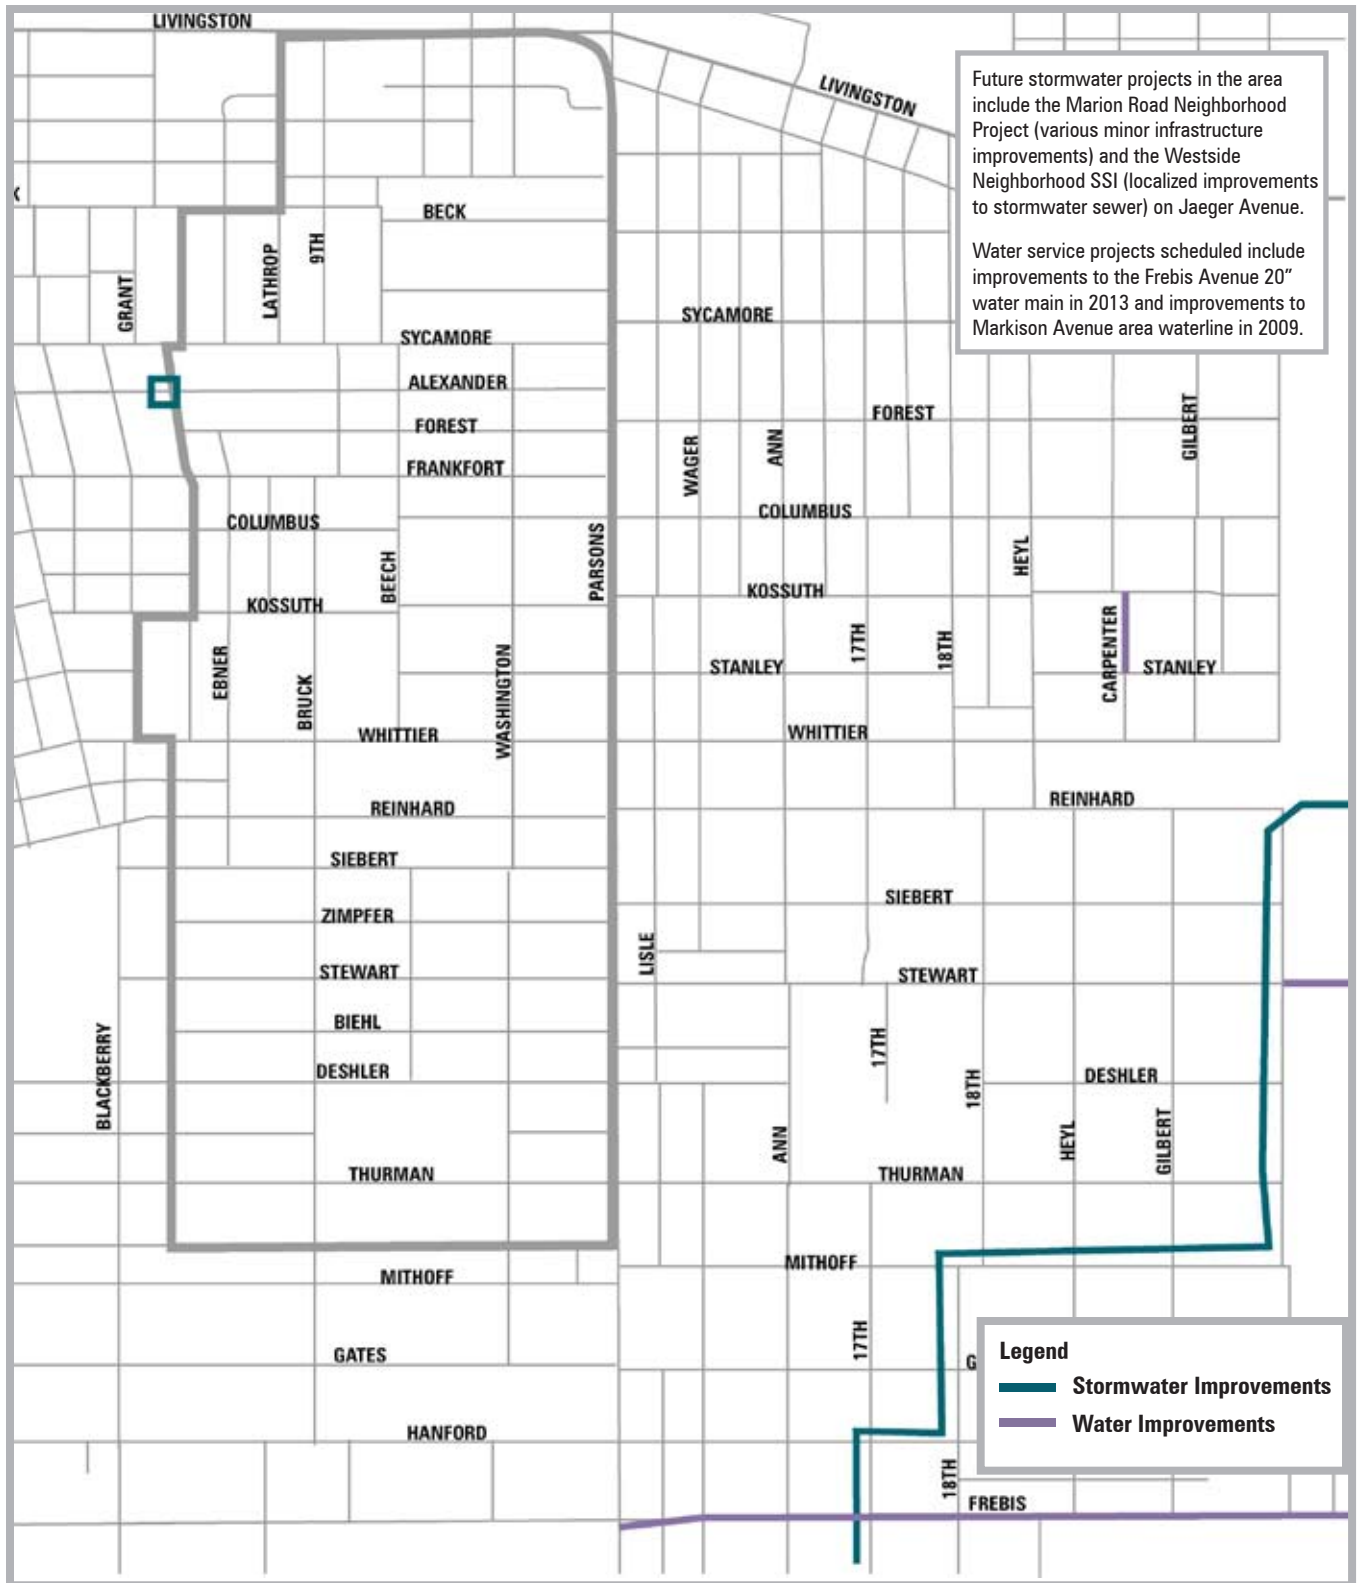 LIVINGSTON
LIVINGSTON
Future stormwater projects in the area
include the Marion Road Neighborhood
Project (various minor infrastructure
improvements) and the Westside
Neighborhood SSI (localized improvements
to stormwater sewer) on Jaeger Avenue.
Water service projects scheduled include
improvements to the Frebis Avenue 20”
water main in 2013 and improvements to
Markison Avenue area waterline in 2009.
K
BECK
GRANT
LATHROP
9TH
SYCAMORE
SYCAMORE
ALEXANDER
FOREST
FOREST
FRANKFORT
WAGER
ANN
GILBERT
COLUMBUS
COLUMBUS
BEECH
PARSONS
HEYL
KOSSUTH
KOSSUTH
EBNER
BRUCK
WASHINGTON
STANLEY
17TH
18TH
CARPENTER
STANLEY
WHITTIER
WHITTIER
REINHARD
REINHARD
SIEBERT
SIEBERT
ZIMPFER
LISLE
STEWART
STEWART
BIEHL
BLACKBERRY
DESHLER
17TH
18TH
DESHLER
ANN
HEYL
GILBERT
THURMAN
THURMAN
MITHOFF
MITHOFF
GATES
17TH
G
HANFORD
18TH
FREBIS
Legend
Stormwater Improvements
Water Improvements